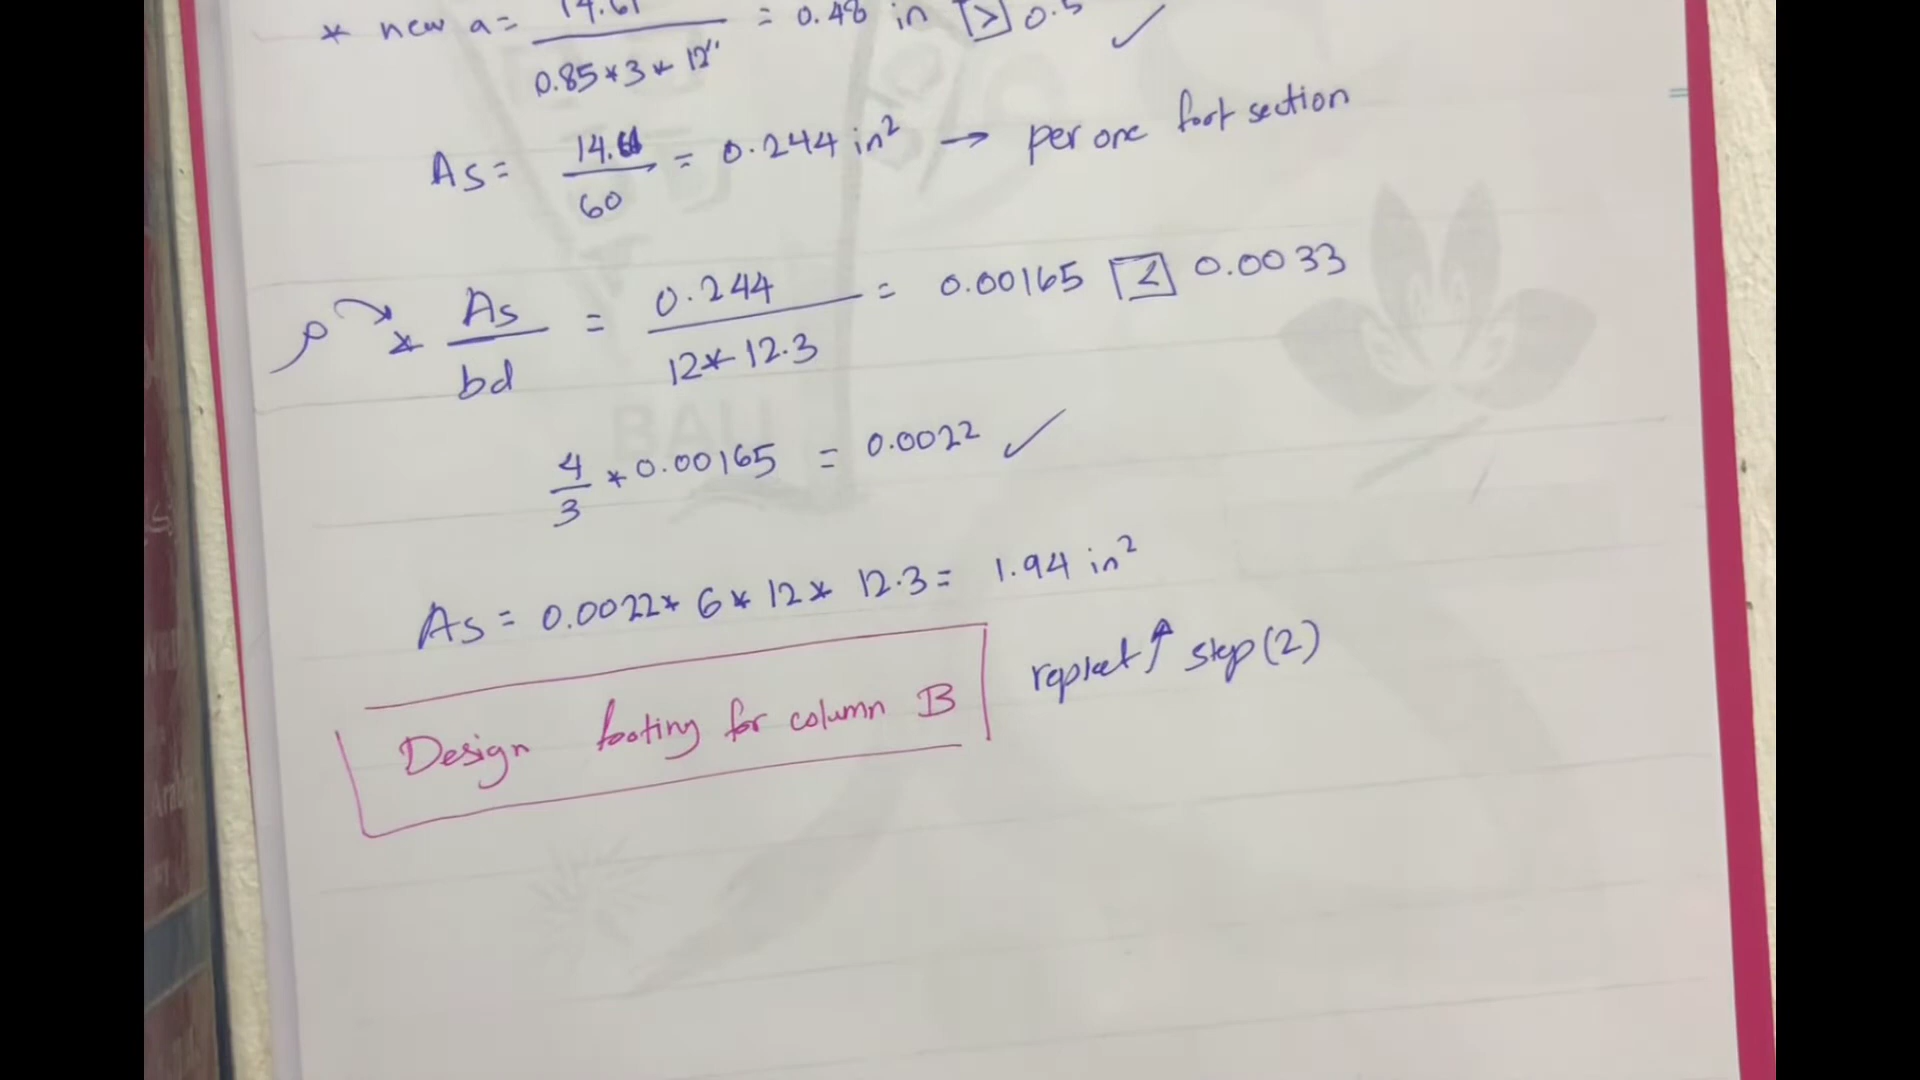 * new a = 14.61 / 0.85*3*12" = 0.48 in > 0.5 ✓
As = 14.61 / 60 = 0.244 in² → per one foot section
ρ * As / bd = 0.244 / 12*12.3 = 0.00165 < 0.0033
4/3 * 0.00165 = 0.0022 ✓
As = 0.0022* 6* 12* 12.3 = 1.94 in²
Design footing for column B
↑ step (2)
BAU